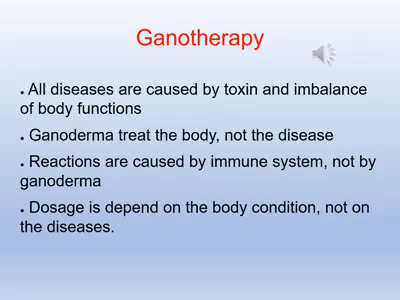 Ganotherapy
● All diseases are caused by toxin and imbalance
of body functions
● Ganoderma treat the body, not the disease
● Reactions are caused by immune system, not by
ganoderma
● Dosage is depend on the body condition, not on
the diseases.